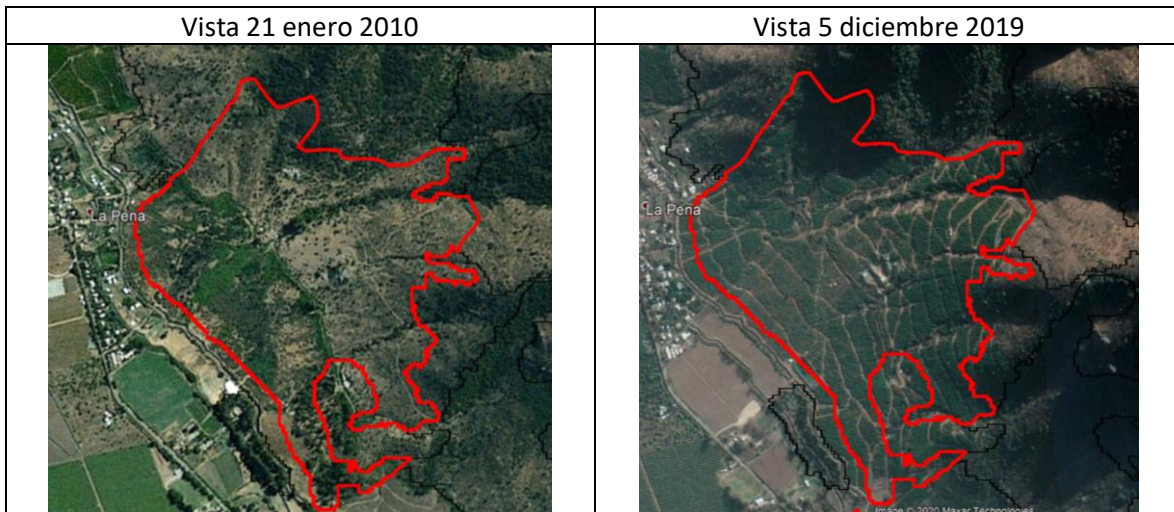 Vista 21 enero 2010
Vista 5 diciembre 2019
La Pena
La Pena
Image © 2020 Maxar Technologies